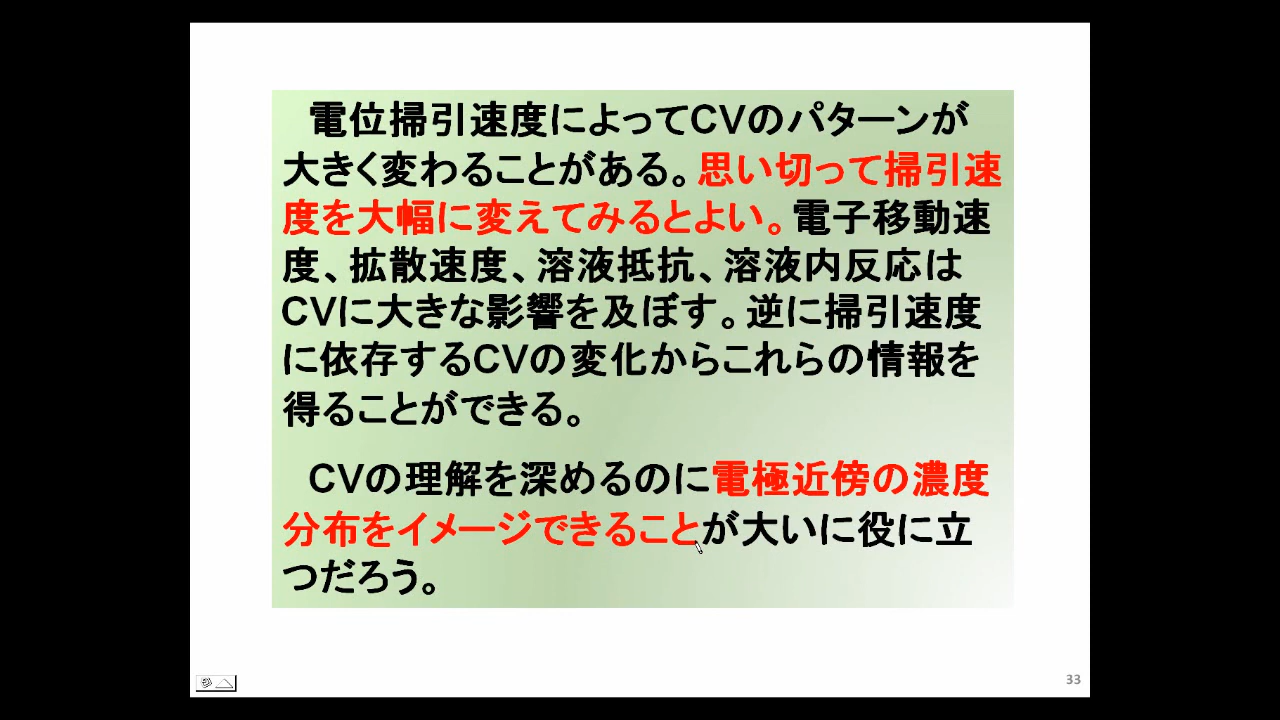 電位掃引速度によってCVのパターンが
大きく変わることがある。思い切って掃引速
度を大幅に変えてみるとよい。電子移動速
度、拡散速度、溶液抵抗、溶液内反応は
CVに大きな影響を及ぼす。逆に掃引速度
に依存するCVの変化からこれらの情報を
得ることができる。
CVの理解を深めるのに電極近傍の濃度
分布をイメージできることが大いに役に立
つだろう。
33